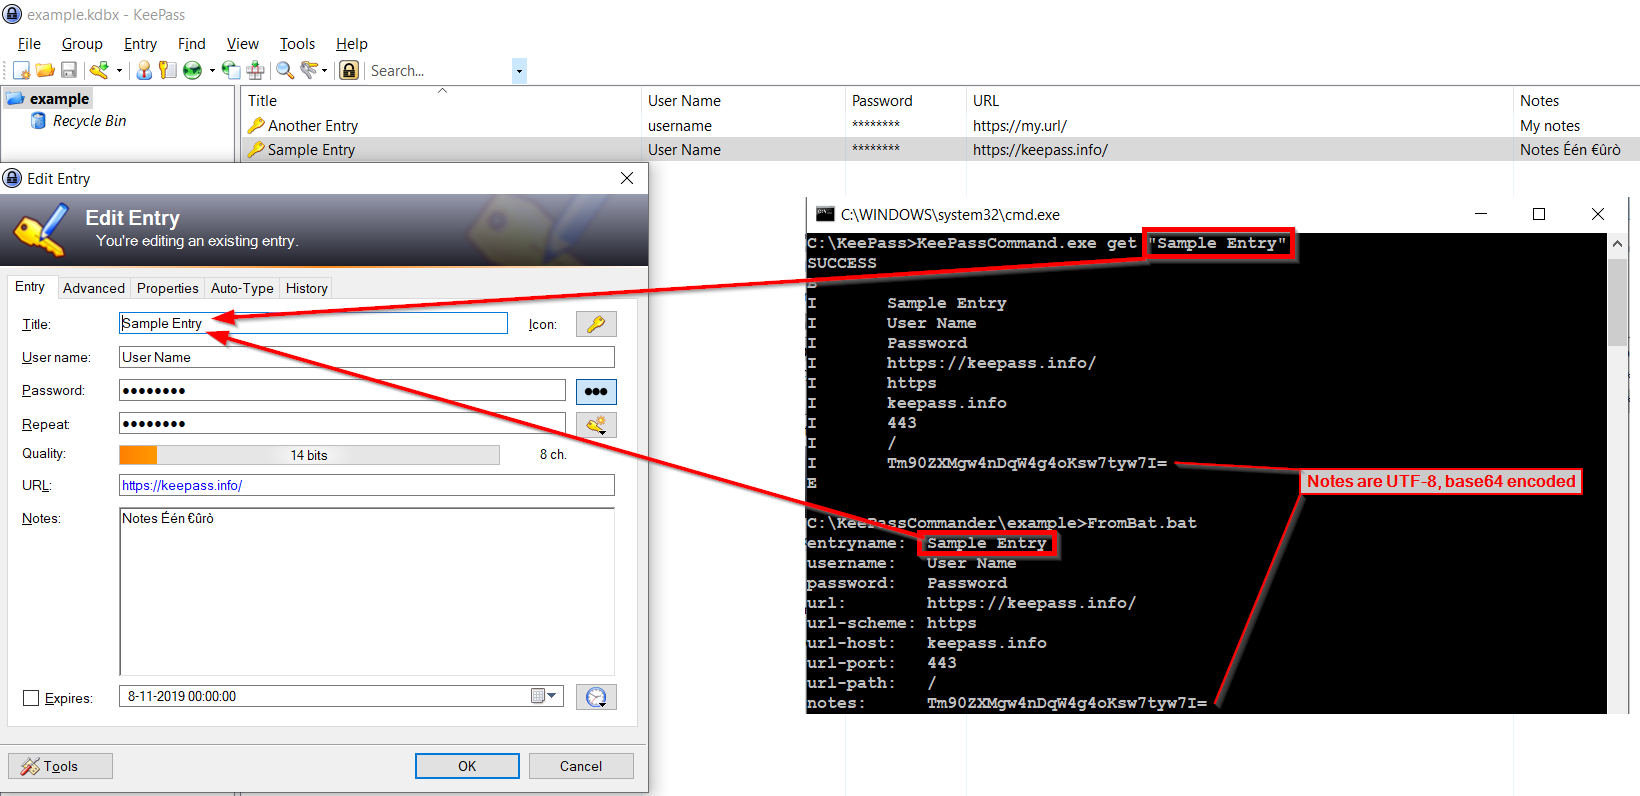 example.kdbx - KeePass
File Group Entry Find View Tools Help
Search...
example
Recycle Bin
Title User Name Password URL Notes
Another Entry username ******** https://my.url/ My notes
Sample Entry User Name ******** https://keepass.info/ Notes Één €ûrò
Edit Entry
Edit Entry
You're editing an existing entry.
Entry Advanced Properties Auto-Type History
Title: Sample Entry Icon:
User name: User Name
Password: ●●●●●●●●
Repeat: ●●●●●●●●
Quality: 14 bits 8 ch.
URL: https://keepass.info/
Notes: Notes Één €ûrò
Expires: 8-11-2019 00:00:00
Tools OK Cancel
C:\WINDOWS\system32\cmd.exe
C:\KeePass>KeePassCommand.exe get "Sample Entry"
SUCCESS
B
I Sample Entry
I User Name
I Password
I https://keepass.info/
I https
I keepass.info
I 443
I /
I Tm90ZXMgw4nDqW4g4oKsw7tyw7I=
E
Notes are UTF-8, base64 encoded
C:\KeePassCommander\example>FromBat.bat
entryname: Sample Entry
username: User Name
password: Password
url: https://keepass.info/
url-scheme: https
url-host: keepass.info
url-port: 443
url-path: /
notes: Tm90ZXMgw4nDqW4g4oKsw7tyw7I=